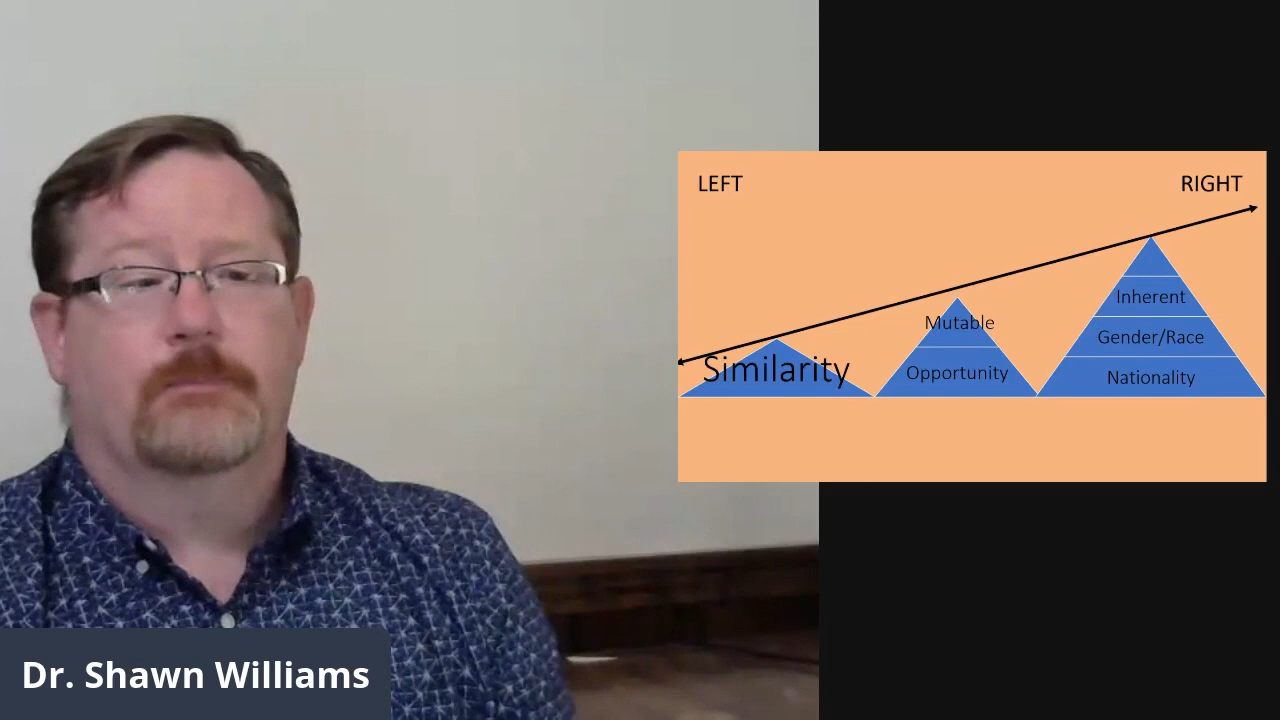 LEFT
RIGHT
Similarity
Mutable
Opportunity
Inherent
Gender/Race
Nationality
Dr. Shawn Williams